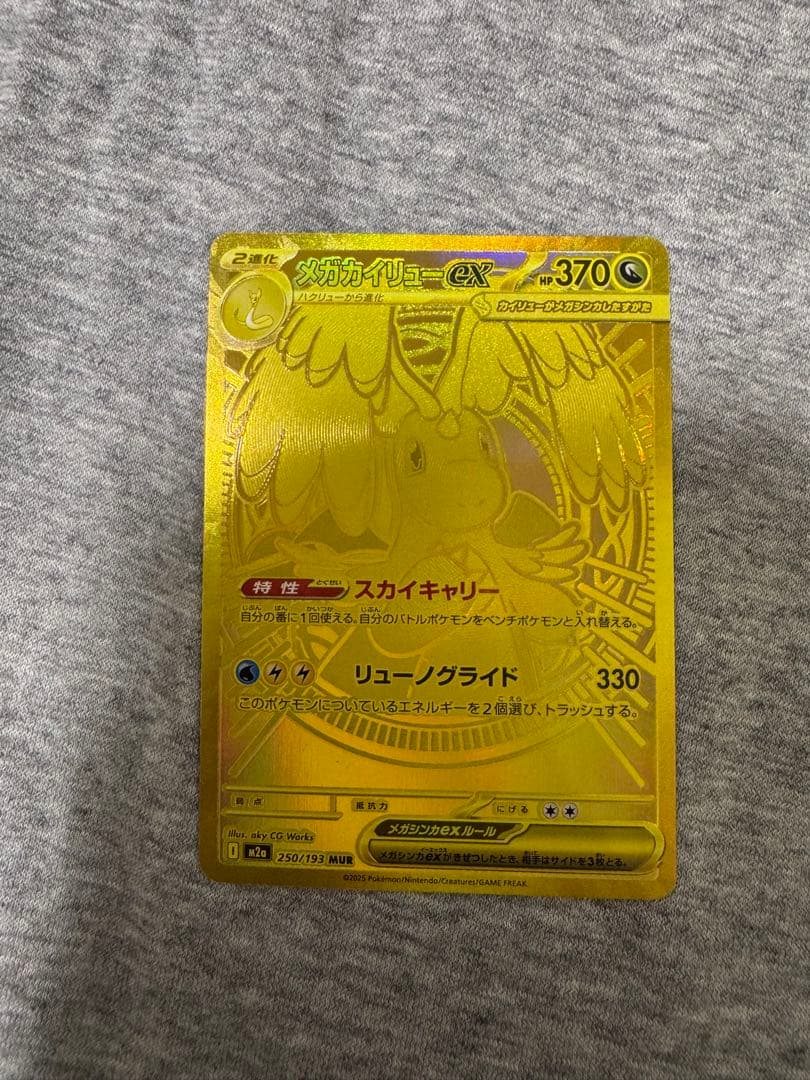 2進化
メガカイリューex
HP370
ハクリューから進化
カイリューがメガシンカしたすがた
特性 とくせい スカイキャリー
自分の番に1回使える。自分のバトルポケモンをベンチポケモンと入れ替える。
リューノグライド 330
このポケモンについているエネルギーを2個選び、トラッシュする。
弱点 抵抗力 にげる
メガシンカexルール
メガシンカexがきぜつしたとき、相手はサイドを3枚とる。
Illus. aky CG Works
I m2a 250/193 MUR
©2025 Pokémon/Nintendo/Creatures/GAME FREAK.